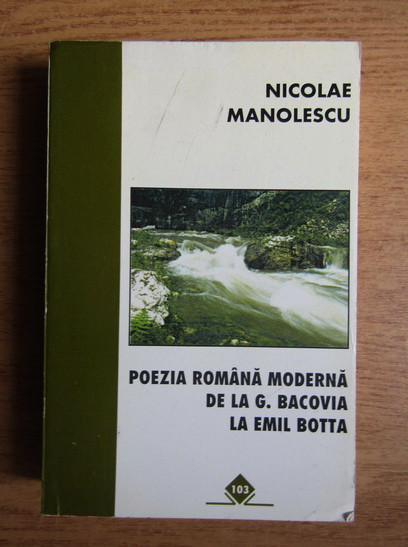 NICOLAE
MANOLESCU
POEZIA ROMÂNĂ MODERNĂ
DE LA G. BACOVIA
LA EMIL BOTTA
103